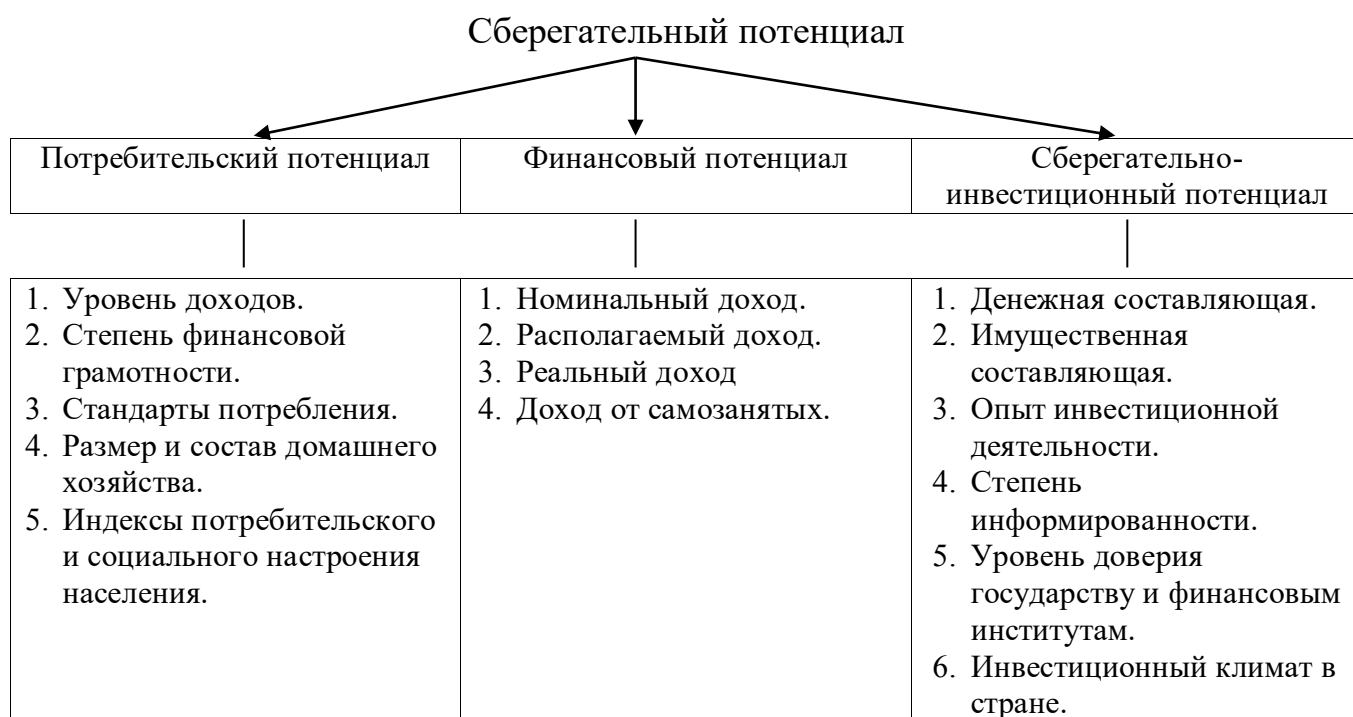 Сберегательный потенциал
Потребительский потенциал
Финансовый потенциал
Сберегательно-
инвестиционный потенциал
1. Уровень доходов.
2. Степень финансовой
грамотности.
3. Стандарты потребления.
4. Размер и состав домашнего
хозяйства.
5. Индексы потребительского
и социального настроения
населения.
1. Номинальный доход.
2. Располагаемый доход.
3. Реальный доход
4. Доход от самозанятых.
1. Денежная составляющая.
2. Имущественная
составляющая.
3. Опыт инвестиционной
деятельности.
4. Степень
информированности.
5. Уровень доверия
государству и финансовым
институтам.
6. Инвестиционный климат в
стране.